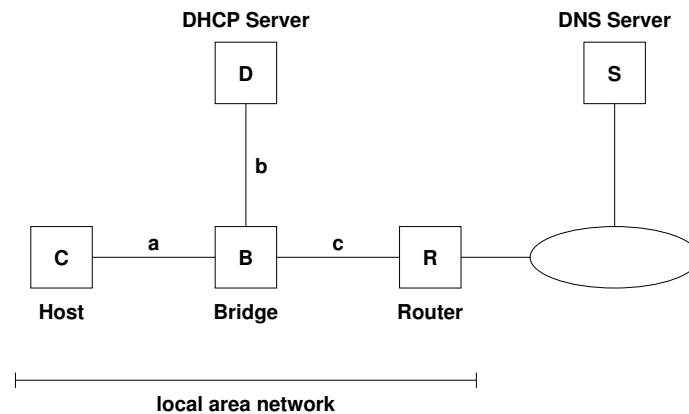 DHCP Server
DNS Server
D
S
b
a
c
C
B
R
Host
Bridge
Router
local area network